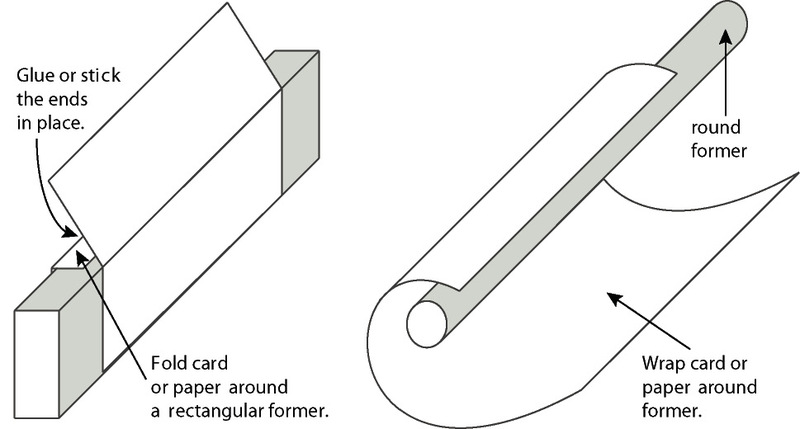 Glue or stick
the ends
in place.
Fold card
or paper around
a rectangular former.
round
former
Wrap card or
paper around
former.